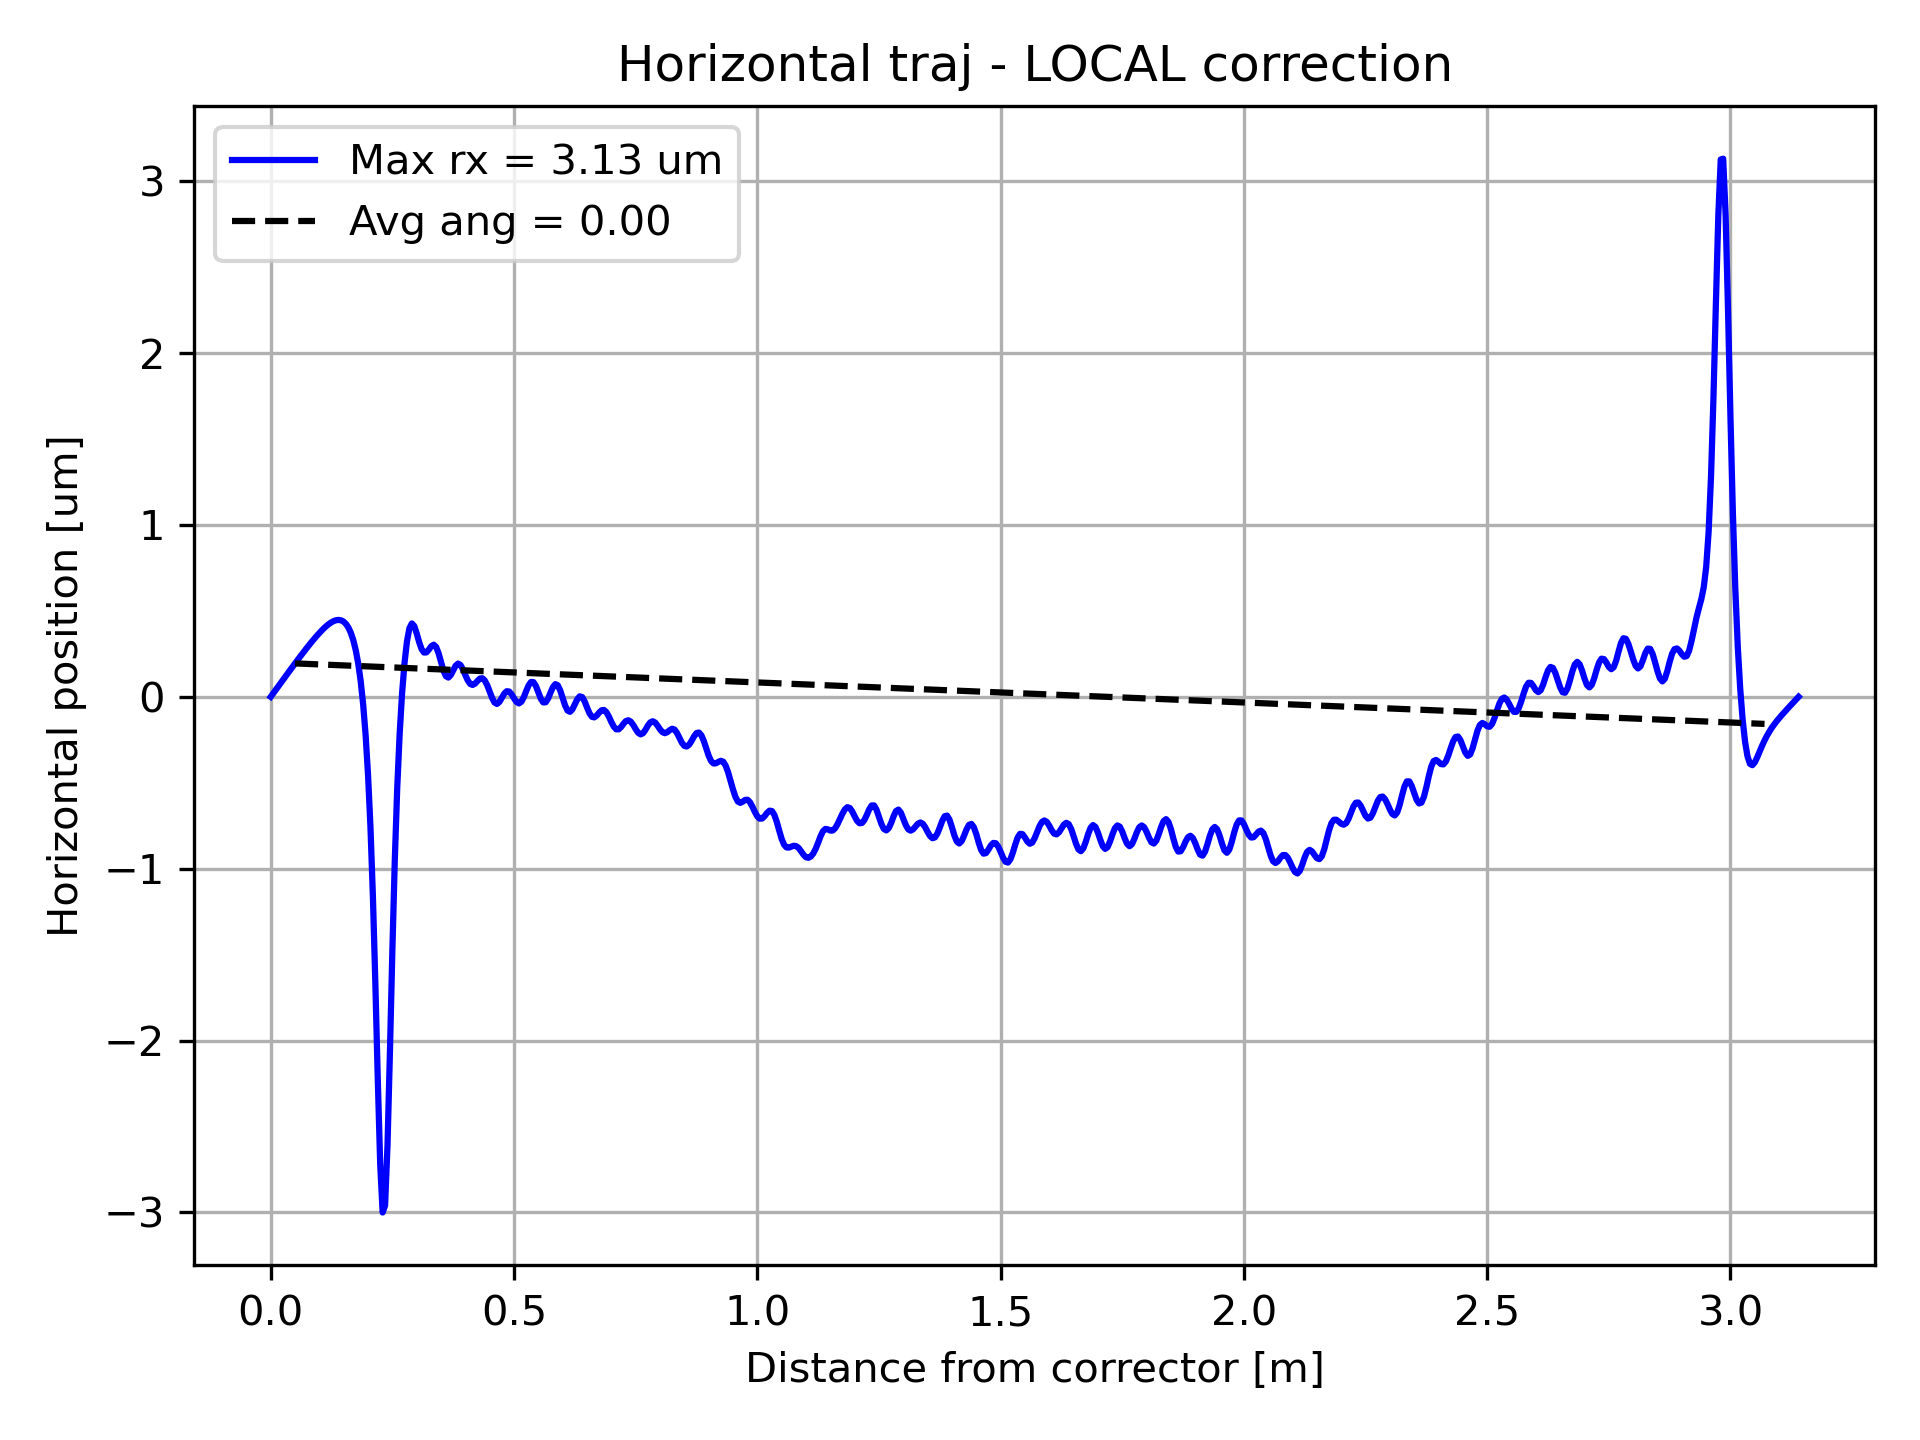 Horizontal traj - LOCAL correction
Max rx = 3.13 um
Avg ang = 0.00
Horizontal position [um]
3
2
1
0
−1
−2
−3
0.0 0.5 1.0 1.5 2.0 2.5 3.0
Distance from corrector [m]